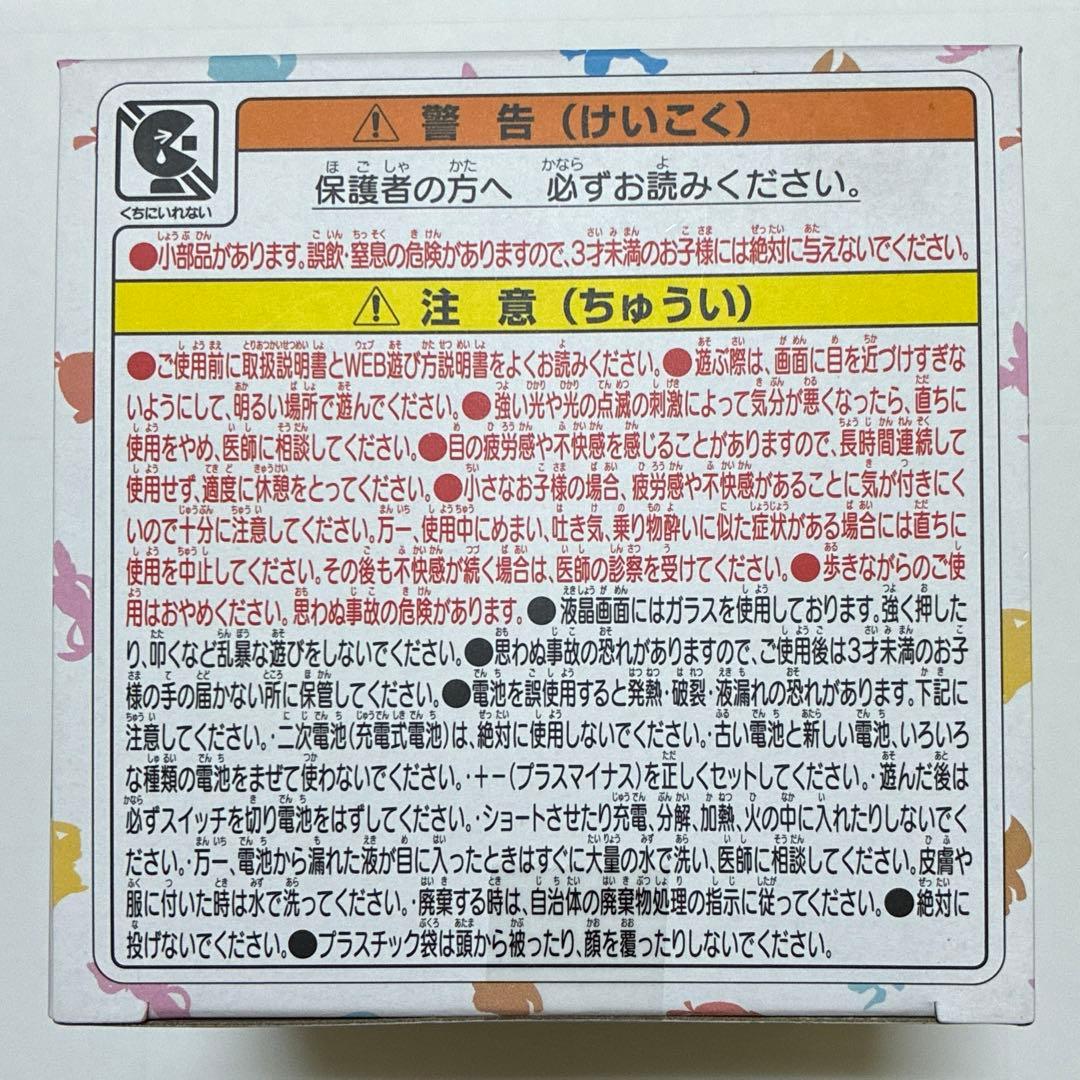 ⚠ 警 告 (けいこく)
くちにいれない
保護者の方へ 必ずお読みください。
●小部品があります。誤飲・窒息の危険がありますので、3才未満のお子様には絶対に与えないでください。
⚠ 注 意 (ちゅうい)
●ご使用前に取扱説明書とWEB遊び方説明書をよくお読みください。●遊ぶ際は、画面に目を近づけすぎな
いようにして、明るい場所で遊んでください。●強い光や光の点滅の刺激によって気分が悪くなったら、直ちに
使用をやめ、医師に相談してください。●目の疲労感や不快感を感じることがありますので、長時間連続して
使用せず、適度に休憩をとってください。●小さなお子様の場合、疲労感や不快感があることに気が付きにく
いので十分に注意してください。万一、使用中にめまい、吐き気、乗り物酔いに似た症状がある場合には直ちに
使用を中止してください。その後も不快感が続く場合は、医師の診察を受けてください。●歩きながらのご使
用はおやめください。思わぬ事故の危険があります。●液晶画面にはガラスを使用しております。強く押した
り、叩くなど乱暴な遊びをしないでください。●思わぬ事故の恐れがありますので、ご使用後は3才未満のお子
様の手の届かない所に保管してください。●電池を誤使用すると発熱・破裂・液漏れの恐れがあります。下記に
注意してください。・二次電池(充電式電池)は、絶対に使用しないでください。・古い電池と新しい電池、いろいろ
な種類の電池をまぜて使わないでください。・+-(プラスマイナス)を正しくセットしてください。・遊んだ後は
必ずスイッチを切り電池をはずしてください。・ショートさせたり充電、分解、加熱、火の中に入れたりしないでく
ださい。・万一、電池から漏れた液が目に入ったときはすぐに大量の水で洗い、医師に相談してください。皮膚や
服に付いた時は水で洗ってください。・廃棄する時は、自治体の廃棄物処理の指示に従ってください。●絶対に
投げないでください。●プラスチック袋は頭から被ったり、顔を覆ったりしないでください。